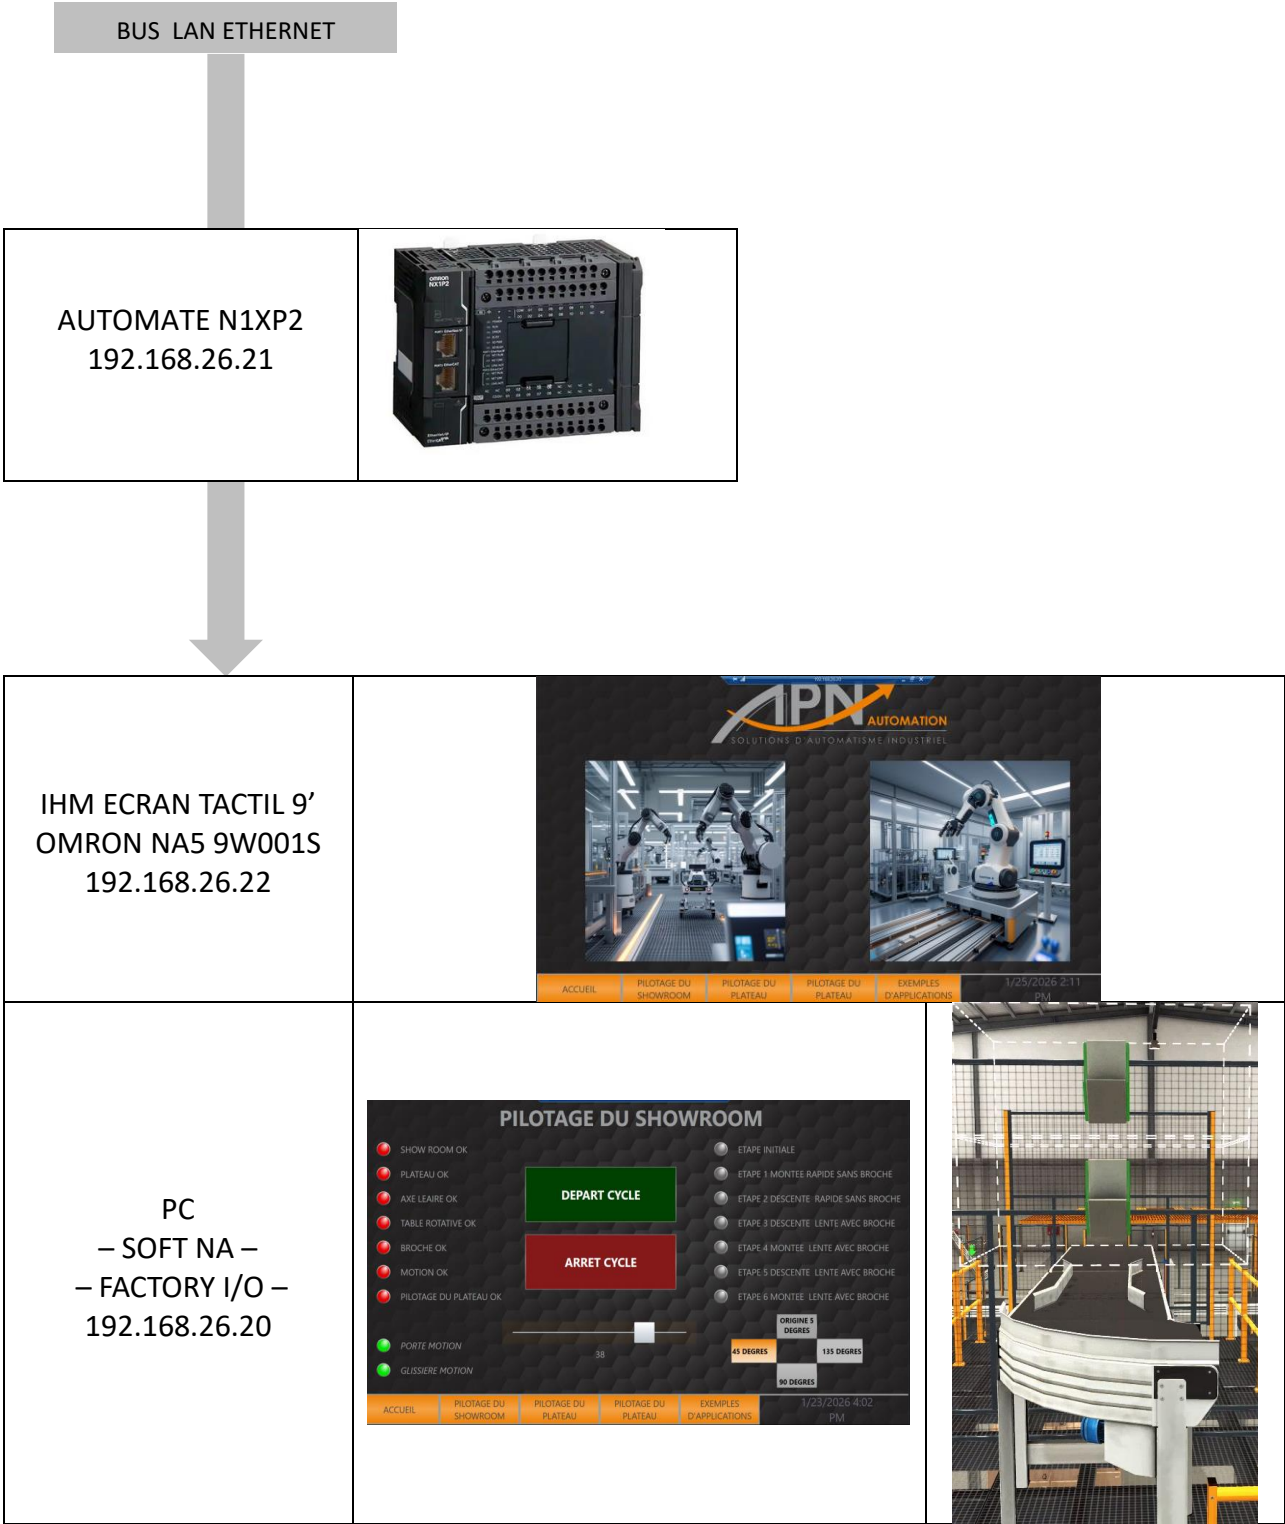 BUS LAN ETHERNET
AUTOMATE N1XP2
192.168.26.21
OMRON
NX1P2
IHM ECRAN TACTIL 9’
OMRON NA5 9W001S
192.168.26.22
APN
AUTOMATION
SOLUTIONS D'AUTOMATISME INDUSTRIEL
ACCUEIL
PILOTAGE DU
SHOWROOM
PILOTAGE DU
PLATEAU
PILOTAGE DU
PLATEAU
EXEMPLES
D'APPLICATIONS
1/25/2026 2:11
PM
PC
– SOFT NA –
– FACTORY I/O –
192.168.26.20
PILOTAGE DU SHOWROOM
SHOW ROOM OK
PLATEAU OK
AXE LEAIRE OK
TABLE ROTATIVE OK
BROCHE OK
MOTION OK
PILOTAGE DU PLATEAU OK
PORTE MOTION
GLISSIERE MOTION
DEPART CYCLE
ARRET CYCLE
38
ETAPE INITIALE
ETAPE 1 MONTEE RAPIDE SANS BROCHE
ETAPE 2 DESCENTE RAPIDE SANS BROCHE
ETAPE 3 DESCENTE LENTE AVEC BROCHE
ETAPE 4 MONTEE LENTE AVEC BROCHE
ETAPE 5 DESCENTE LENTE AVEC BROCHE
ETAPE 6 MONTEE LENTE AVEC BROCHE
ORIGINE 5
DEGRES
45 DEGRES
135 DEGRES
90 DEGRES
ACCUEIL
PILOTAGE DU
SHOWROOM
PILOTAGE DU
PLATEAU
PILOTAGE DU
PLATEAU
EXEMPLES
D'APPLICATIONS
1/23/2026 4:02
PM